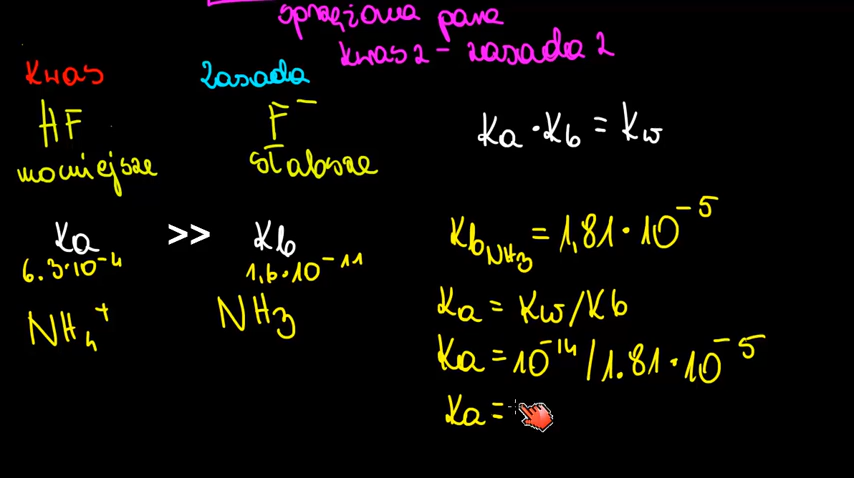 sprzężona para
kwas 2 - zasada 2
kwas zasada
HF F⁻
mocniejsze słabsze
Ka >> Kb
6.3·10⁻⁴ 1,6·10⁻¹¹
NH₄⁺ NH₃
Ka · Kb = Kw
Kb NH₃ = 1,81 · 10⁻⁵
Ka = Kw/Kb
Ka = 10⁻¹⁴ / 1.81 · 10⁻⁵
Ka =